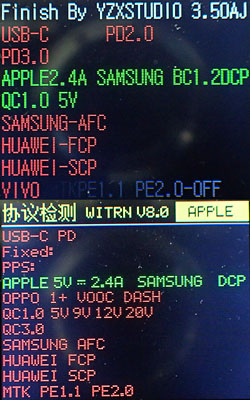 Finish By YZXSTUDIO 3.50AJ
USB-C PD2.0
PD3.0
APPLE2.4A SAMSUNG BC1.2DCP
QC1.0 5V
SAMSUNG-AFC
HUAWEI-FCP
HUAWEI-SCP
VIVO MTKPE1.1 PE2.0-OFF
协议检测 WITRN V8.0 APPLE
USB-C PD
Fixed:
PPS:
APPLE 5V=2.4A SAMSUNG DCP
OPPO 1+ VOOC DASH
QC1.0 5V 9V 12V 20V
QC3.0
SAMSUNG AFC
HUAWEI FCP
HUAWEI SCP
MTK PE1.1 PE2.0